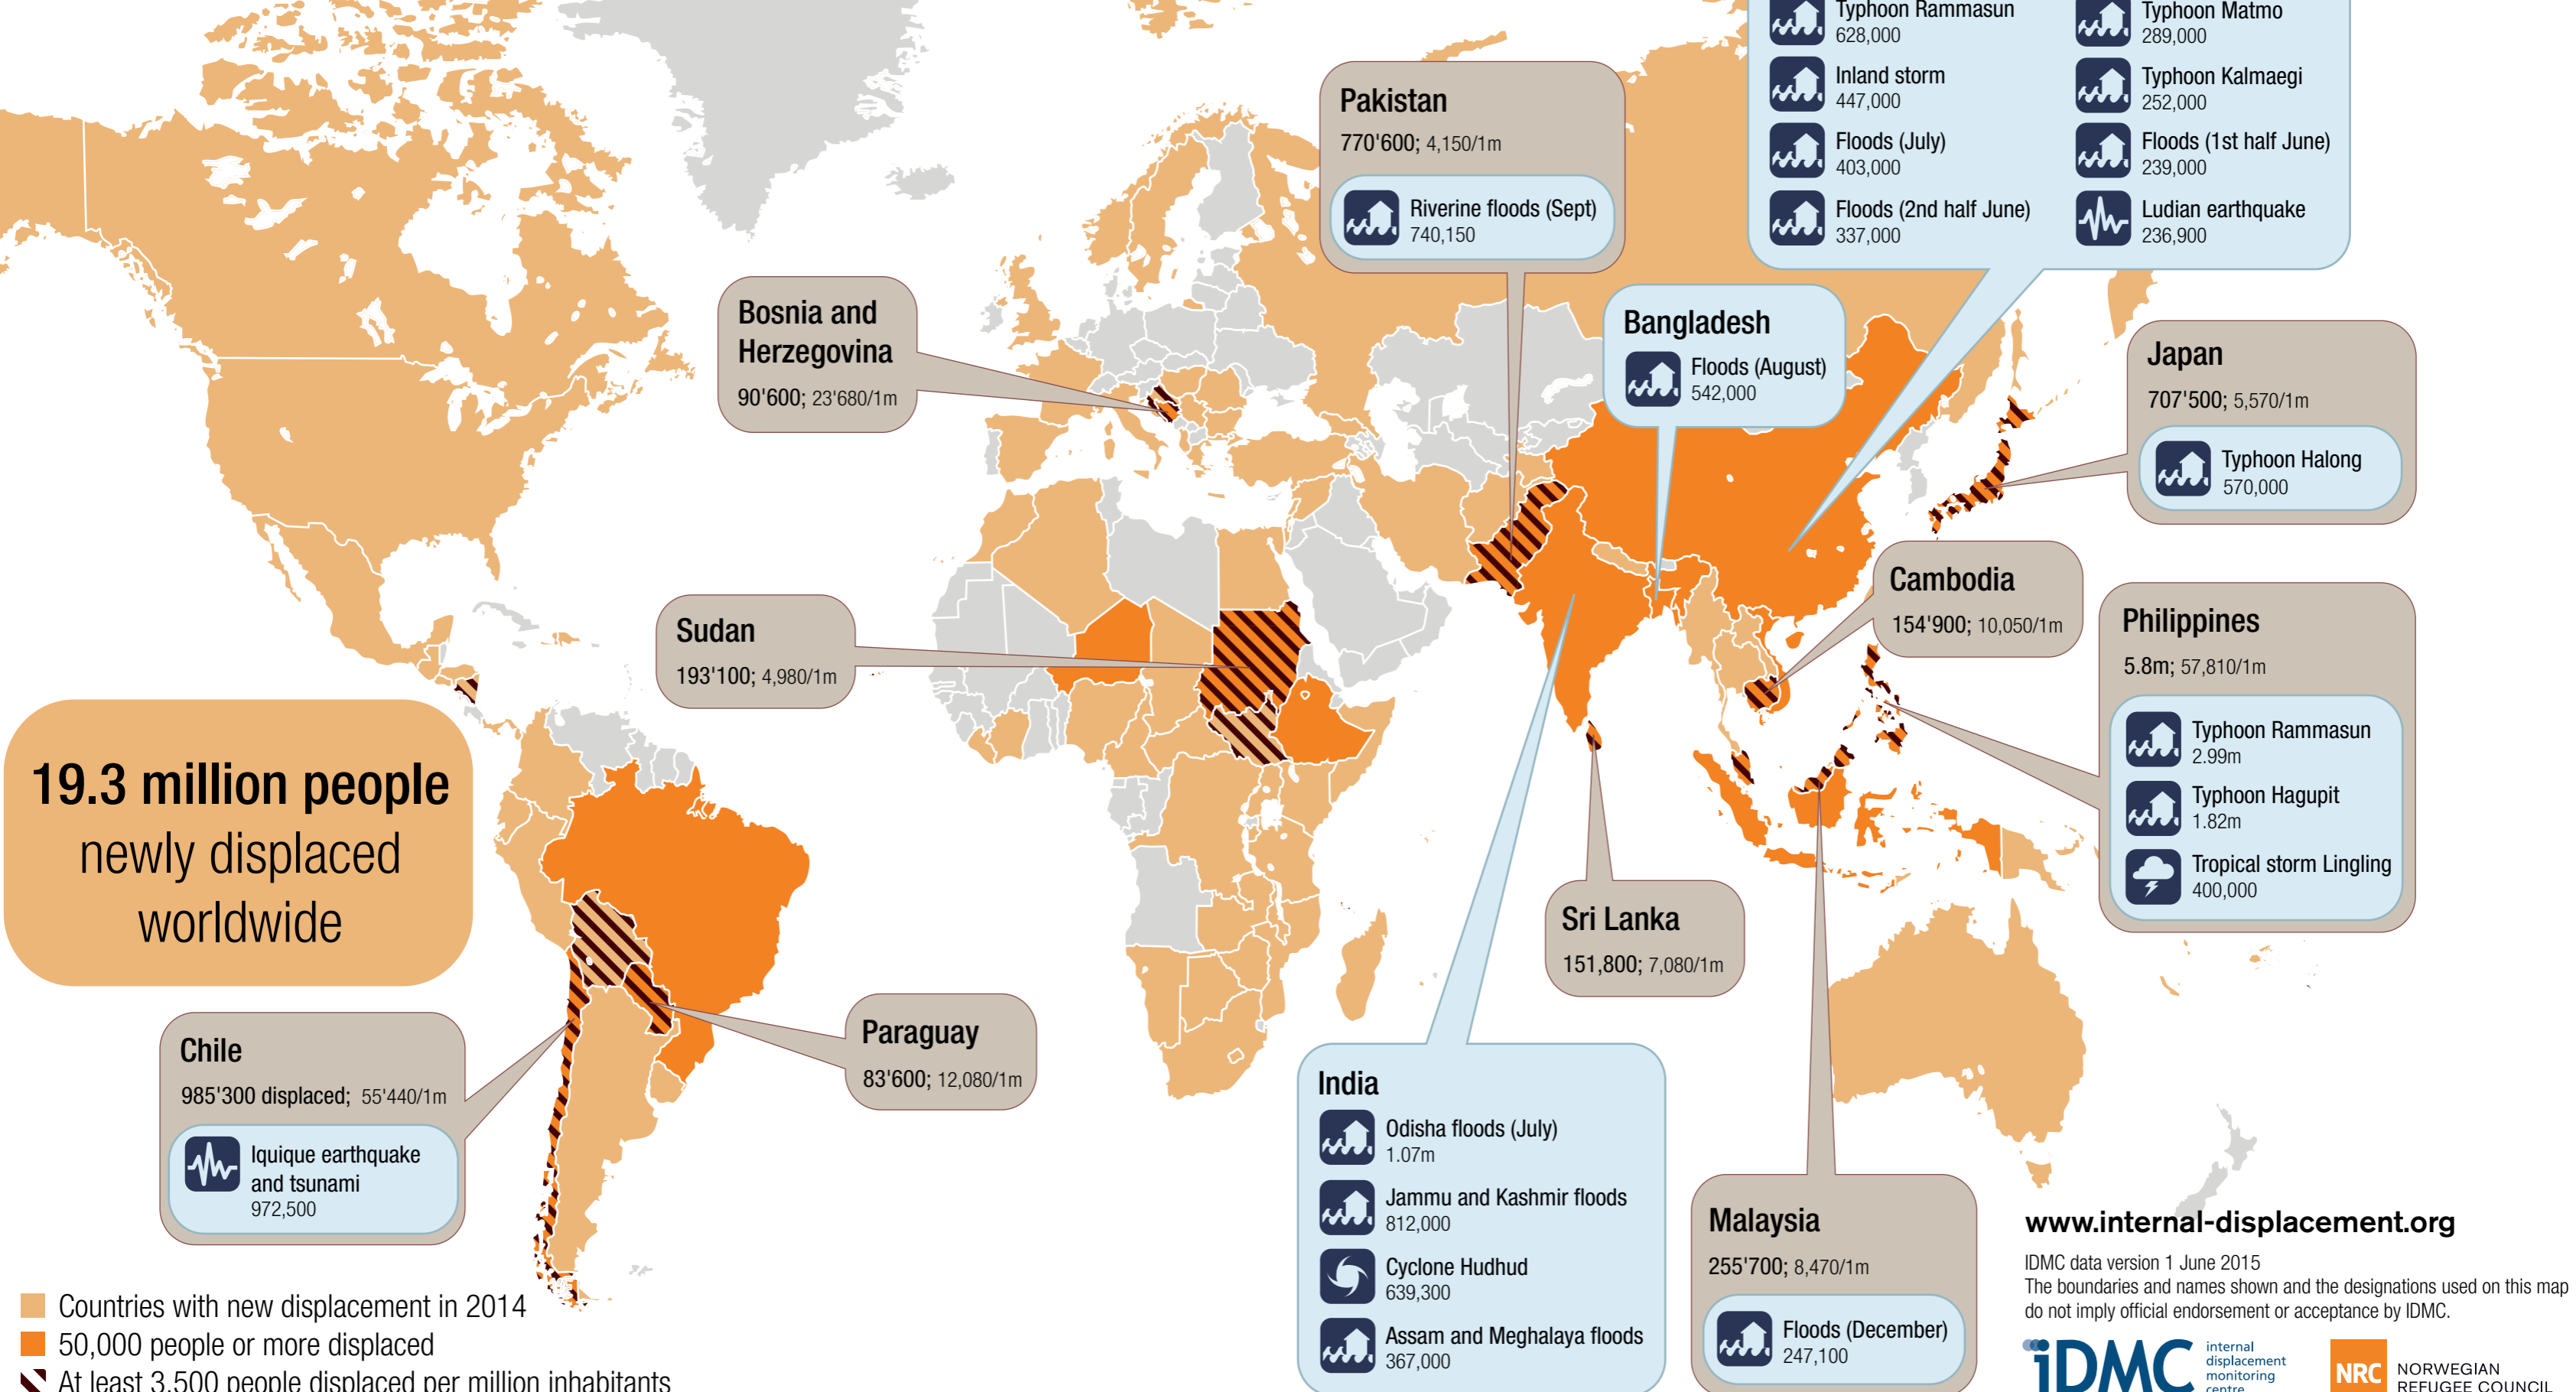 Typhoon Rammasun
628,000
Inland storm
447,000
Floods (July)
403,000
Floods (2nd half June)
337,000
Typhoon Matmo
289,000
Typhoon Kalmaegi
252,000
Floods (1st half June)
239,000
Ludian earthquake
236,900
Pakistan
770'600; 4,150/1m
Riverine floods (Sept)
740,150
Bosnia and
Herzegovina
90'600; 23'680/1m
Bangladesh
Floods (August)
542,000
Japan
707'500; 5,570/1m
Typhoon Halong
570,000
Cambodia
154'900; 10,050/1m
Sudan
193'100; 4,980/1m
Philippines
5.8m; 57,810/1m
Typhoon Rammasun
2.99m
Typhoon Hagupit
1.82m
Tropical storm Lingling
400,000
19.3 million people
newly displaced
worldwide
Sri Lanka
151,800; 7,080/1m
Paraguay
83'600; 12,080/1m
Chile
985'300 displaced; 55'440/1m
Iquique earthquake
and tsunami
972,500
India
Odisha floods (July)
1.07m
Jammu and Kashmir floods
812,000
Cyclone Hudhud
639,300
Assam and Meghalaya floods
367,000
Malaysia
255'700; 8,470/1m
Floods (December)
247,100
Countries with new displacement in 2014
50,000 people or more displaced
At least 3,500 people displaced per million inhabitants
www.internal-displacement.org
IDMC data version 1 June 2015
The boundaries and names shown and the designations used on this map
do not imply official endorsement or acceptance by IDMC.
iDMC
internal
displacement
monitoring
centre
NRC
NORWEGIAN
REFUGEE COUNCIL